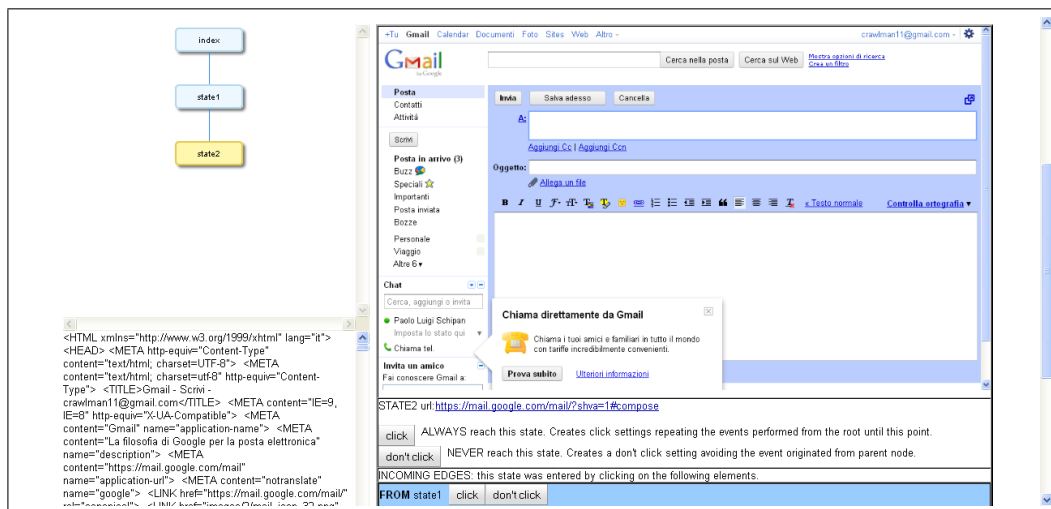 index
state1
state2
<HTML xmlns="http://www.w3.org/1999/xhtml" lang="it">
<HEAD> <META http-equiv="Content-Type"
content="text/html; charset=UTF-8"> <META
content="text/html; charset=utf-8" http-equiv="Content-
Type"> <TITLE>Gmail - Scrivi -
crawlman11@gmail.com</TITLE> <META content="IE=9,
IE=8" http-equiv="X-UA-Compatible"> <META
content="Gmail" name="application-name"> <META
content="La filosofia di Google per la posta elettronica"
name="description"> <META
content="https://mail.google.com/mail"
name="application-url"> <META content="notranslate"
name="google"> <LINK href="https://mail.google.com/mail/"
+Tu Gmail Calendar Documenti Foto Sites Web Altro
crawlman11@gmail.com
Gmail
by Google
Cerca nella posta
Cerca sul Web
Mostra opzioni di ricerca
Crea un filtro
Posta
Contatti
Attività
Scrivi
Posta in arrivo (3)
Buzz
Speciali
Importanti
Posta inviata
Bozze
Personale
Viaggio
Altre 6
Chat
Cerca, aggiungi o invita
Paolo Luigi Schipan
Imposta lo stato qui
Chiama tel.
Invita un amico
Fai conoscere Gmail a:
Invia Salva adesso Cancella
A:
Aggiungi Cc | Aggiungi Ccn
Oggetto:
Allega un file
B I U
« Testo normale
Controlla ortografia
Chiama direttamente da Gmail
Chiama i tuoi amici e familiari in tutto il mondo
con tariffe incredibilmente convenienti.
Prova subito Ulteriori informazioni
STATE2 url:https://mail.google.com/mail/?shva=1#compose
click ALWAYS reach this state. Creates click settings repeating the events performed from the root until this point.
don't click NEVER reach this state. Creates a don't click setting avoiding the event originated from parent node.
INCOMING EDGES: this state was entered by clicking on the following elements.
FROM state1 click don't click